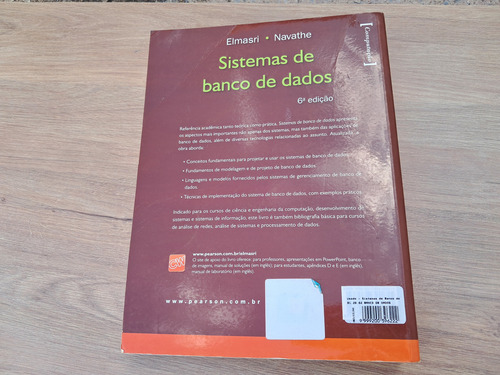 [Computação]
Elmasri • Navathe
Sistemas de
banco de dados
6ª edição
Referência acadêmica tanto teórica como prática, Sistemas de banco de dados apresenta
os aspectos mais importantes não apenas dos sistemas, mas também das aplicações de
banco de dados, além de diversas tecnologias relacionadas ao assunto. Atualizada, a
obra aborda:
• Conceitos fundamentais para projetar e usar os sistemas de banco de dados
• Fundamentos de modelagem e de projeto de banco de dados
• Linguagens e modelos fornecidos pelos sistemas de gerenciamento de banco de
dados
• Técnicas de implementação do sistema de banco de dados, com exemplos práticos
Indicado para os cursos de ciência e engenharia da computação, desenvolvimento de
sistemas e sistemas de informação, este livro é também bibliografia básica para cursos
de análise de redes, análise de sistemas e processamento de dados.
www.pearson.com.br/elmasri
O site de apoio do livro oferece: para professores: apresentações em PowerPoint, banco
de imagens, manual de soluções (em inglês); para estudantes, apêndices D e E (em inglês),
manual de laboratório (em inglês).
www.pearson.com.br